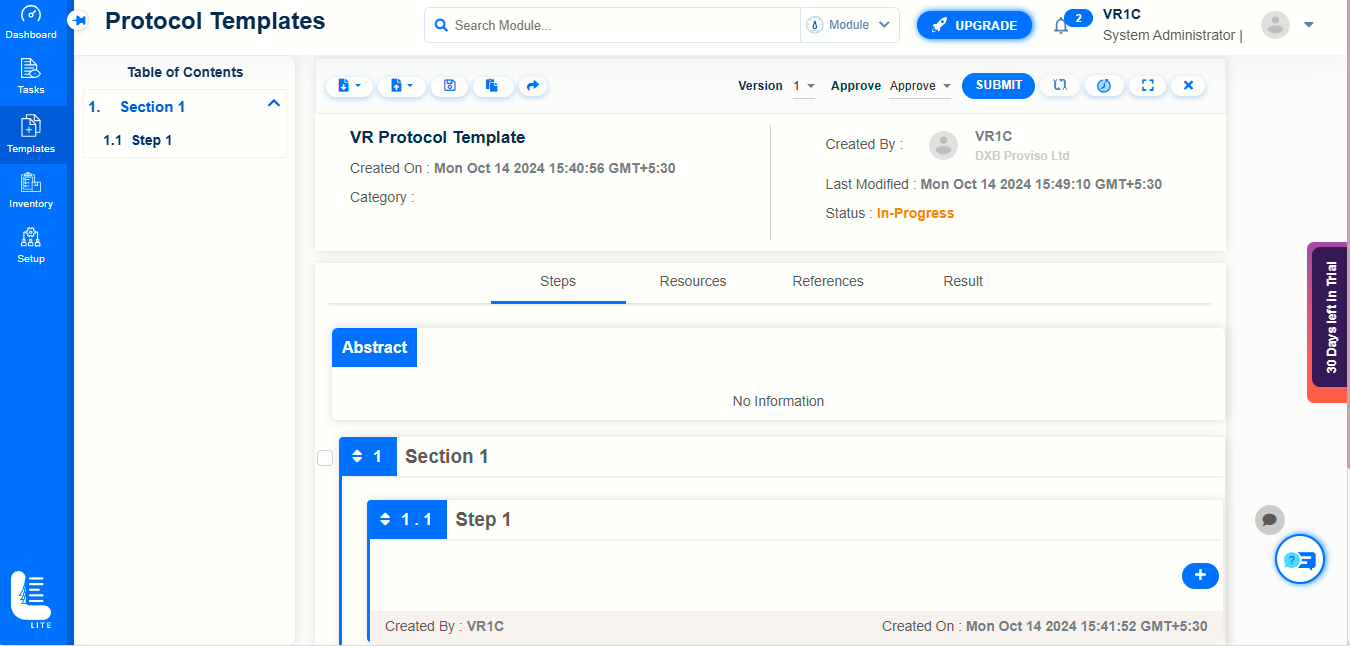 Dashboard
Tasks
Templates
Inventory
Setup
LITE
Protocol Templates
Search Module...
Module
UPGRADE
2
VR1C
System Administrator |
Table of Contents
1. Section 1
1.1 Step 1
Version 1 Approve Approve SUBMIT
VR Protocol Template
Created On : Mon Oct 14 2024 15:40:56 GMT+5:30
Category :
Created By : VR1C
DXB Proviso Ltd
Last Modified : Mon Oct 14 2024 15:49:10 GMT+5:30
Status : In-Progress
Steps Resources References Result
Abstract
No Information
1 Section 1
1 . 1 Step 1
+
Created By : VR1C Created On : Mon Oct 14 2024 15:41:52 GMT+5:30
30 Days left in Trial
?